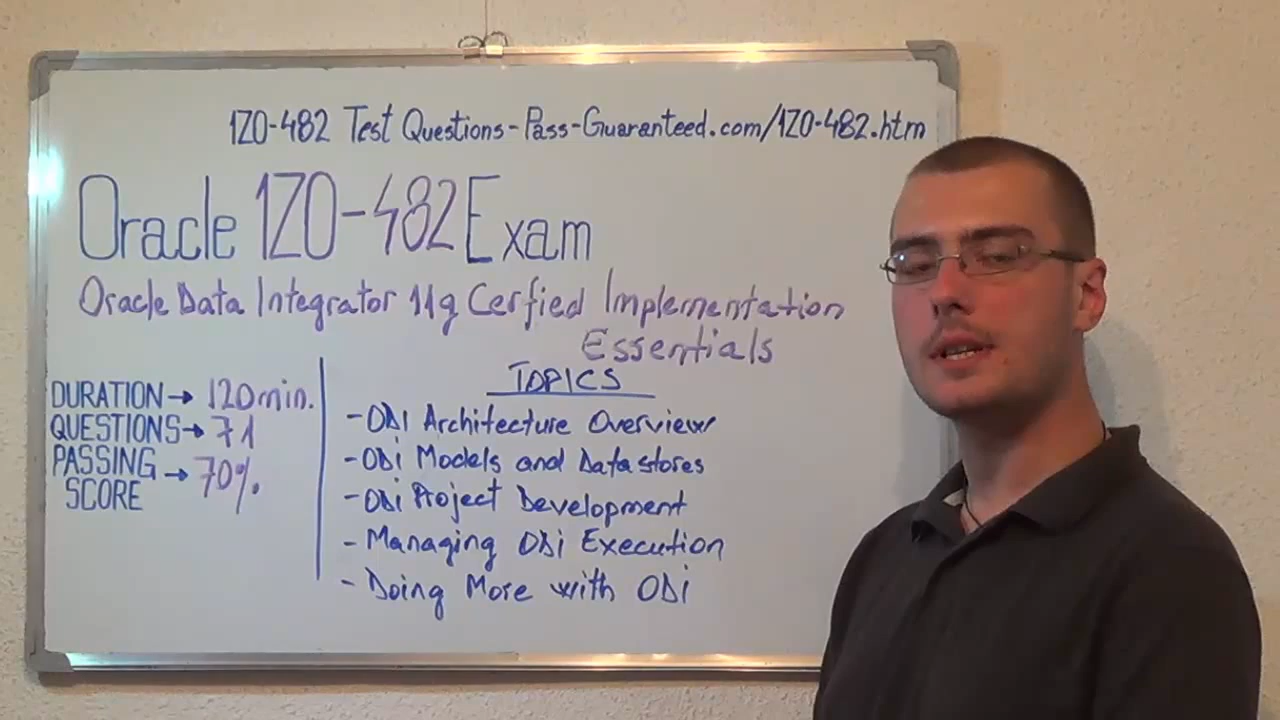 1Z0-482 Test Questions-Pass-Guaranteed.com/1Z0-482.htm
Oracle 1Z0-482 Exam
Oracle Data Integrator 11g Cerfied Implementation
Essentials
DURATION → 120min.
QUESTIONS → 71
PASSING
SCORE → 70%.
TOPICS
- ODI Architecture Overview
- ODi Models and Datastores
- ODi Project Development
- Managing ODi Execution
- Doing More with ODi